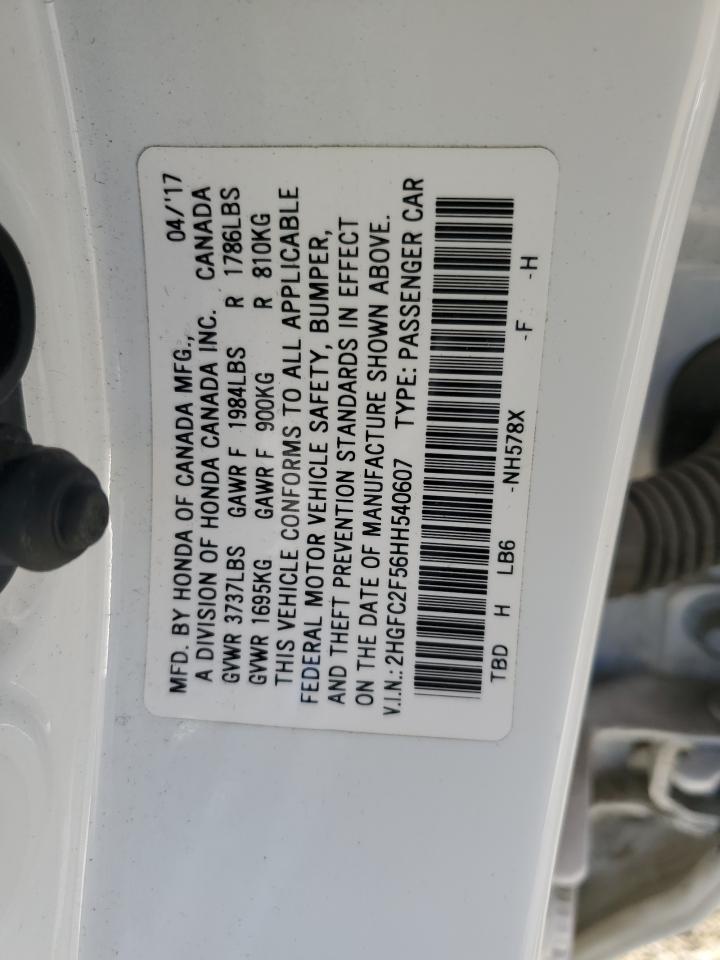 MFD. BY HONDA OF CANADA MFG., 04/'17
A DIVISION OF HONDA CANADA INC. CANADA
GVWR 3737LBS GAWR F 1984LBS R 1786LBS
GVWR 1695KG GAWR F 900KG R 810KG
THIS VEHICLE CONFORMS TO ALL APPLICABLE
FEDERAL MOTOR VEHICLE SAFETY, BUMPER,
AND THEFT PREVENTION STANDARDS IN EFFECT
ON THE DATE OF MANUFACTURE SHOWN ABOVE.
V.I.N.: 2HGFC2F56HH540607 TYPE: PASSENGER CAR
TBD H LB6 -NH578X -F -H